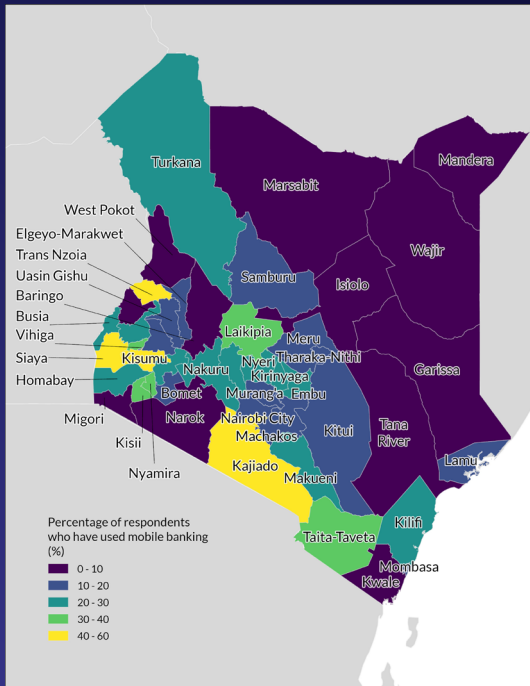 Turkana
Mandera
Marsabit
West Pokot
Wajir
Elgeyo-Marakwet
Trans Nzoia
Uasin Gishu
Samburu
Isiolo
Baringo
Busia
Laikipia
Vihiga
Meru
Siaya
Kisumu
Nyeri
Tharaka-Nithi
Nakuru
Kirinyaga
Garissa
Homabay
Bomet
Murang'a
Embu
Migori
Narok
Nairobi City
Tana
River
Kitui
Machakos
Kisii
Lamu
Kajiado
Nyamira
Makueni
Kilifi
Taita-Taveta
Mombasa
Kwale
Percentage of respondents
who have used mobile banking
(%)
0 - 10
10 - 20
20 - 30
30 - 40
40 - 60